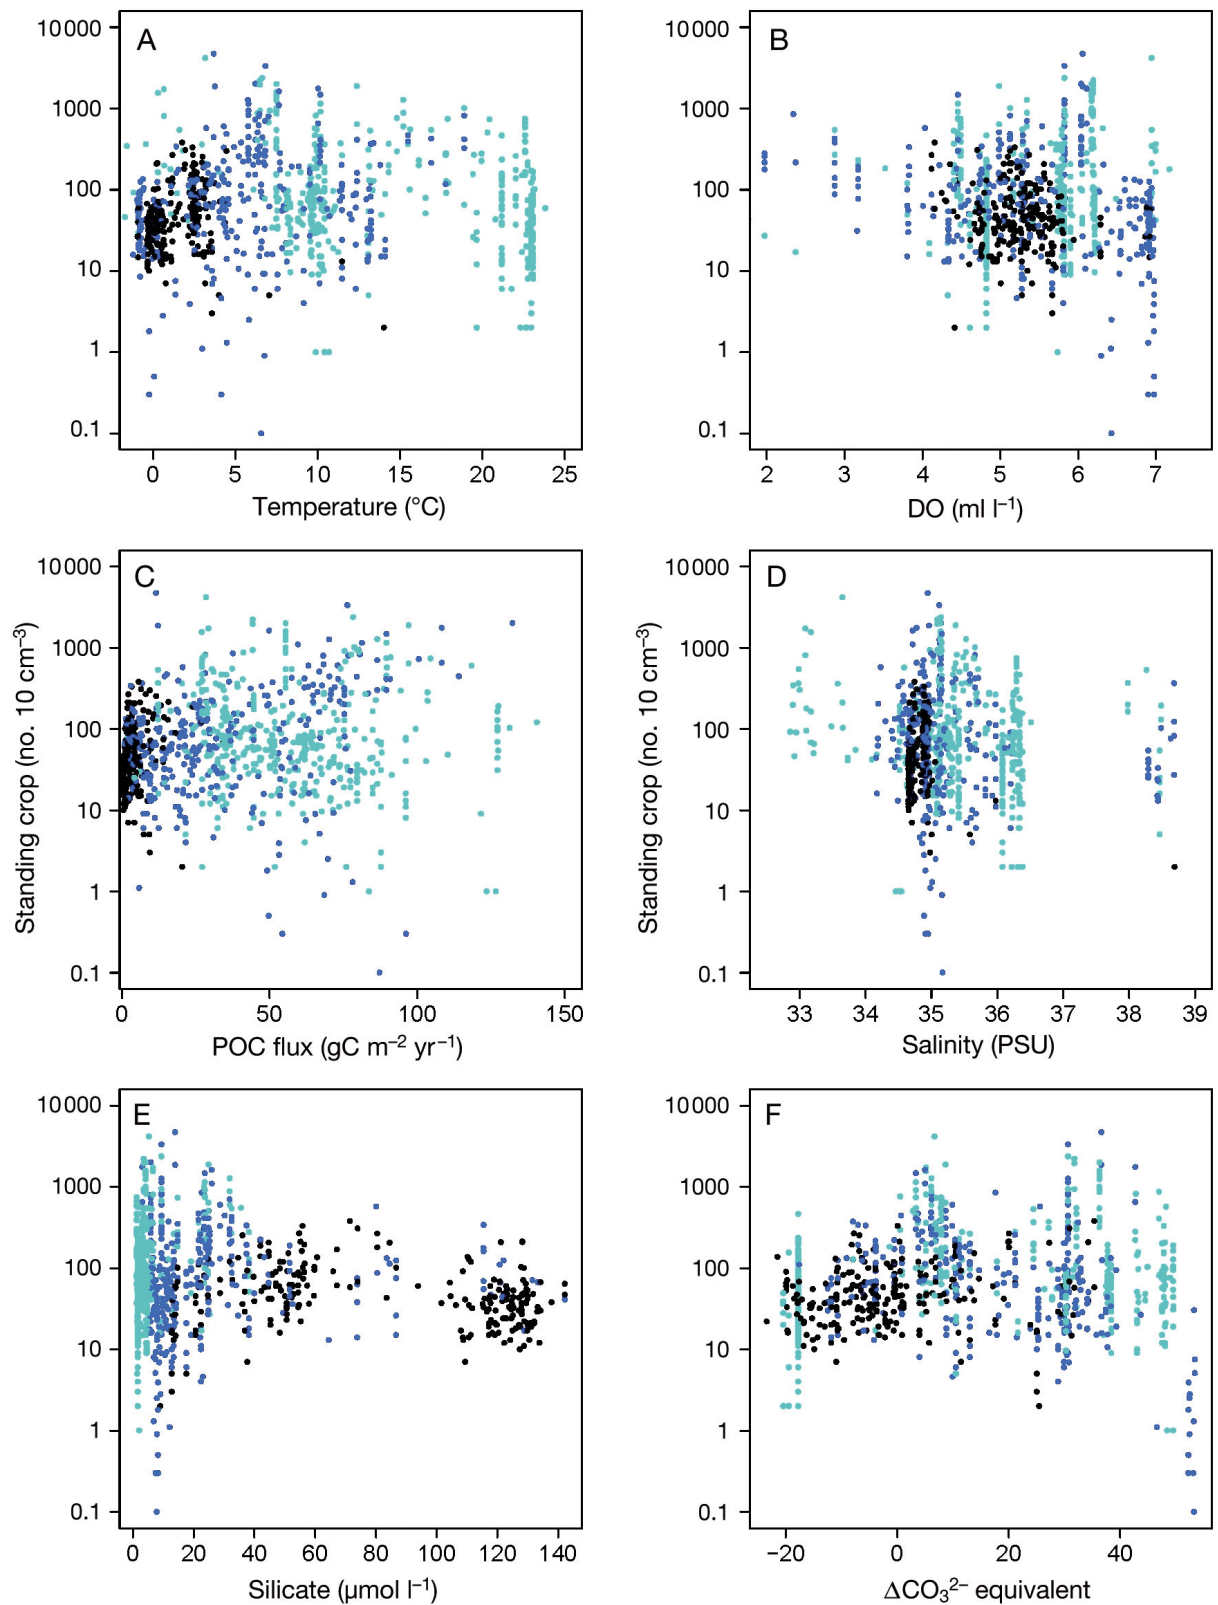 A
10000
1000
100
10
1
0.1
0 5 10 15 20 25
Temperature (°C)
B
10000
1000
100
10
1
0.1
2 3 4 5 6 7
DO (ml l⁻¹)
C
10000
1000
100
10
1
0.1
Standing crop (no. 10 cm⁻³)
0 50 100 150
POC flux (gC m⁻² yr⁻¹)
D
10000
1000
100
10
1
0.1
Standing crop (no. 10 cm⁻³)
33 34 35 36 37 38 39
Salinity (PSU)
E
10000
1000
100
10
1
0.1
0 20 40 60 80 100 120 140
Silicate (µmol l⁻¹)
F
10000
1000
100
10
1
0.1
−20 0 20 40
ΔCO₃²⁻ equivalent